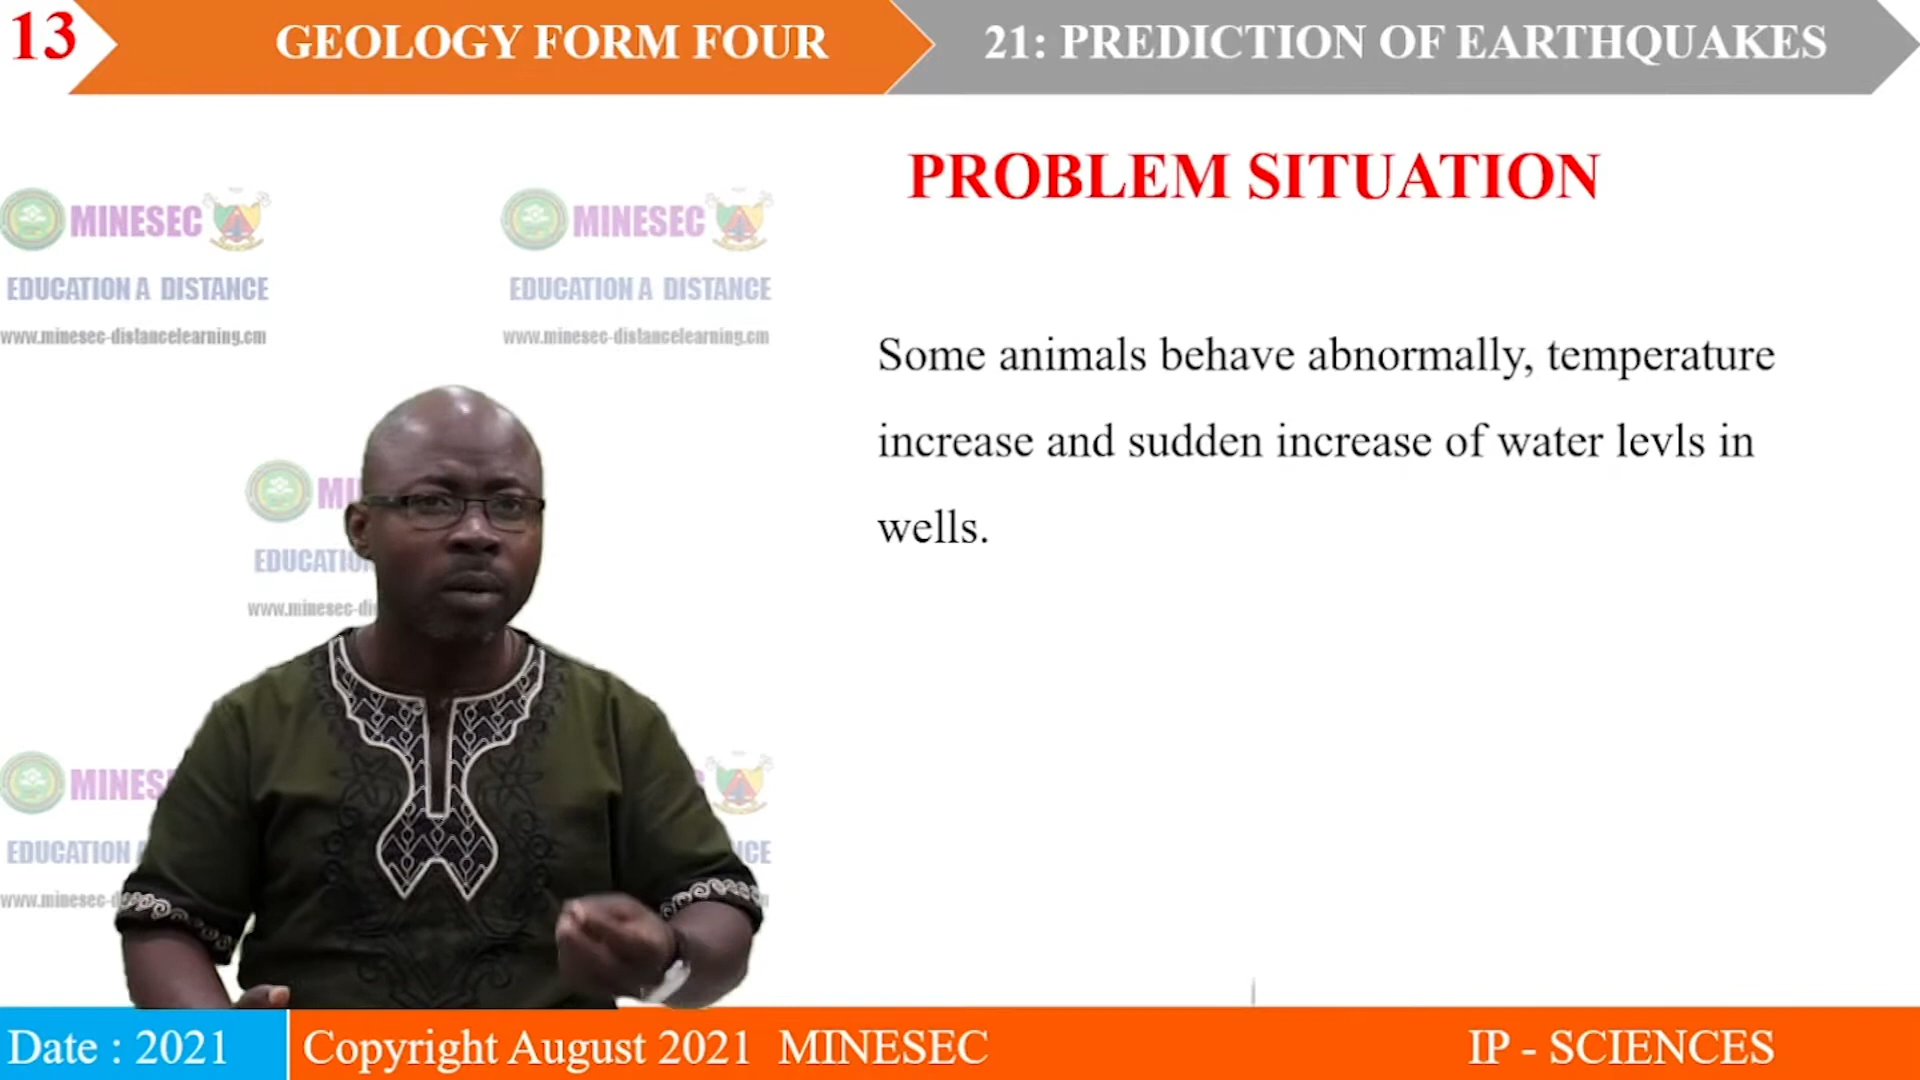 13
GEOLOGY FORM FOUR
21: PREDICTION OF EARTHQUAKES
PROBLEM SITUATION
MINESEC
MINESEC
EDUCATION A DISTANCE
EDUCATION A DISTANCE
www.minesec-distancelearning.cm
www.minesec-distancelearning.cm
Some animals behave abnormally, temperature
increase and sudden increase of water levls in
wells.
Date : 2021
Copyright August 2021 MINESEC
IP - SCIENCES